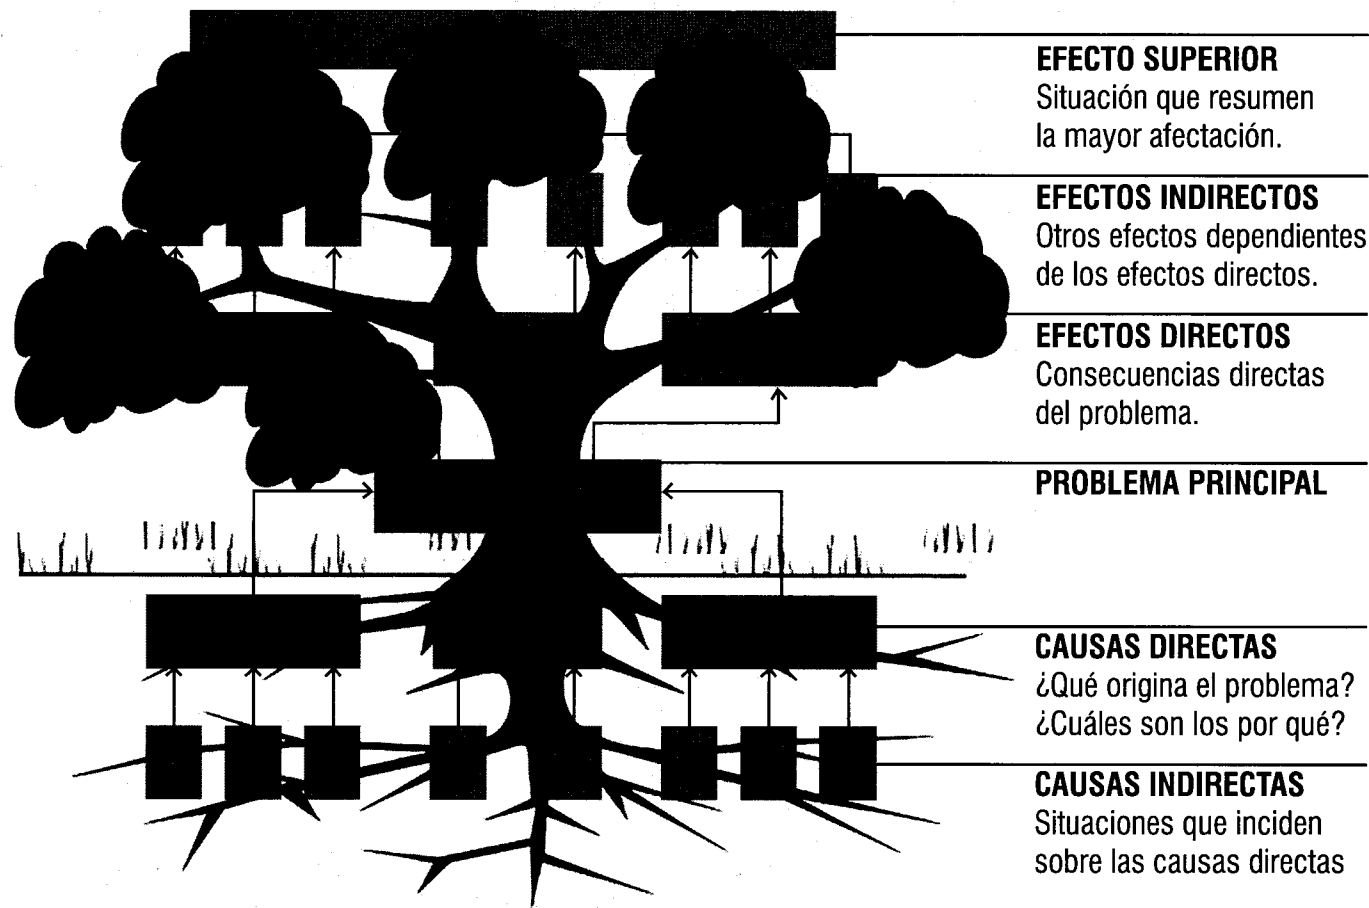 EFECTO SUPERIOR
Situación que resumen
la mayor afectación.
EFECTOS INDIRECTOS
Otros efectos dependientes
de los efectos directos.
EFECTOS DIRECTOS
Consecuencias directas
del problema.
PROBLEMA PRINCIPAL
CAUSAS DIRECTAS
¿Qué origina el problema?
¿Cuáles son los por qué?
CAUSAS INDIRECTAS
Situaciones que inciden
sobre las causas directas